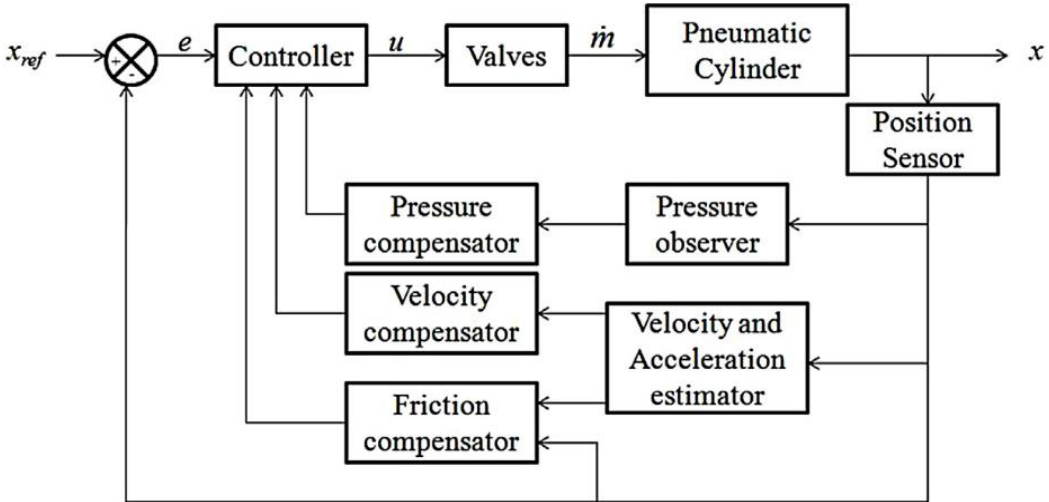 x_ref
+
-
e
Controller
u
Valves
ṁ
Pneumatic
Cylinder
x
Position
Sensor
Pressure
compensator
Pressure
observer
Velocity
compensator
Velocity and
Acceleration
estimator
Friction
compensator